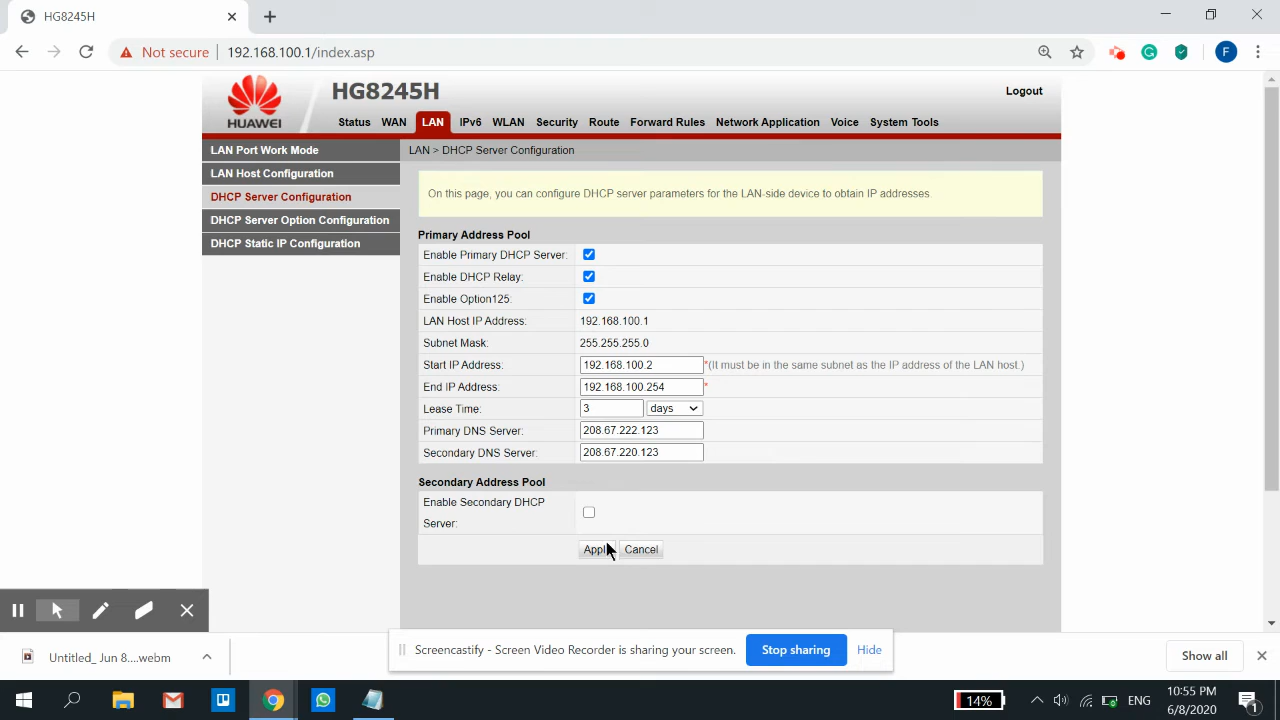 HG8245H
Not secure 192.168.100.1/index.asp
F
HUAWEI
HG8245H
Logout
Status WAN LAN IPv6 WLAN Security Route Forward Rules Network Application Voice System Tools
LAN Port Work Mode
LAN Host Configuration
DHCP Server Configuration
DHCP Server Option Configuration
DHCP Static IP Configuration
LAN > DHCP Server Configuration
On this page, you can configure DHCP server parameters for the LAN-side device to obtain IP addresses.
Primary Address Pool
Enable Primary DHCP Server:
Enable DHCP Relay:
Enable Option125:
LAN Host IP Address: 192.168.100.1
Subnet Mask: 255.255.255.0
Start IP Address: 192.168.100.2 *(It must be in the same subnet as the IP address of the LAN host.)
End IP Address: 192.168.100.254 *
Lease Time: 3 days
Primary DNS Server: 208.67.222.123
Secondary DNS Server: 208.67.220.123
Secondary Address Pool
Enable Secondary DHCP
Server:
Apply Cancel
Screencastify - Screen Video Recorder is sharing your screen. Stop sharing Hide
Untitled_ Jun 8....webm
Show all
14%
ENG
10:55 PM
6/8/2020
1